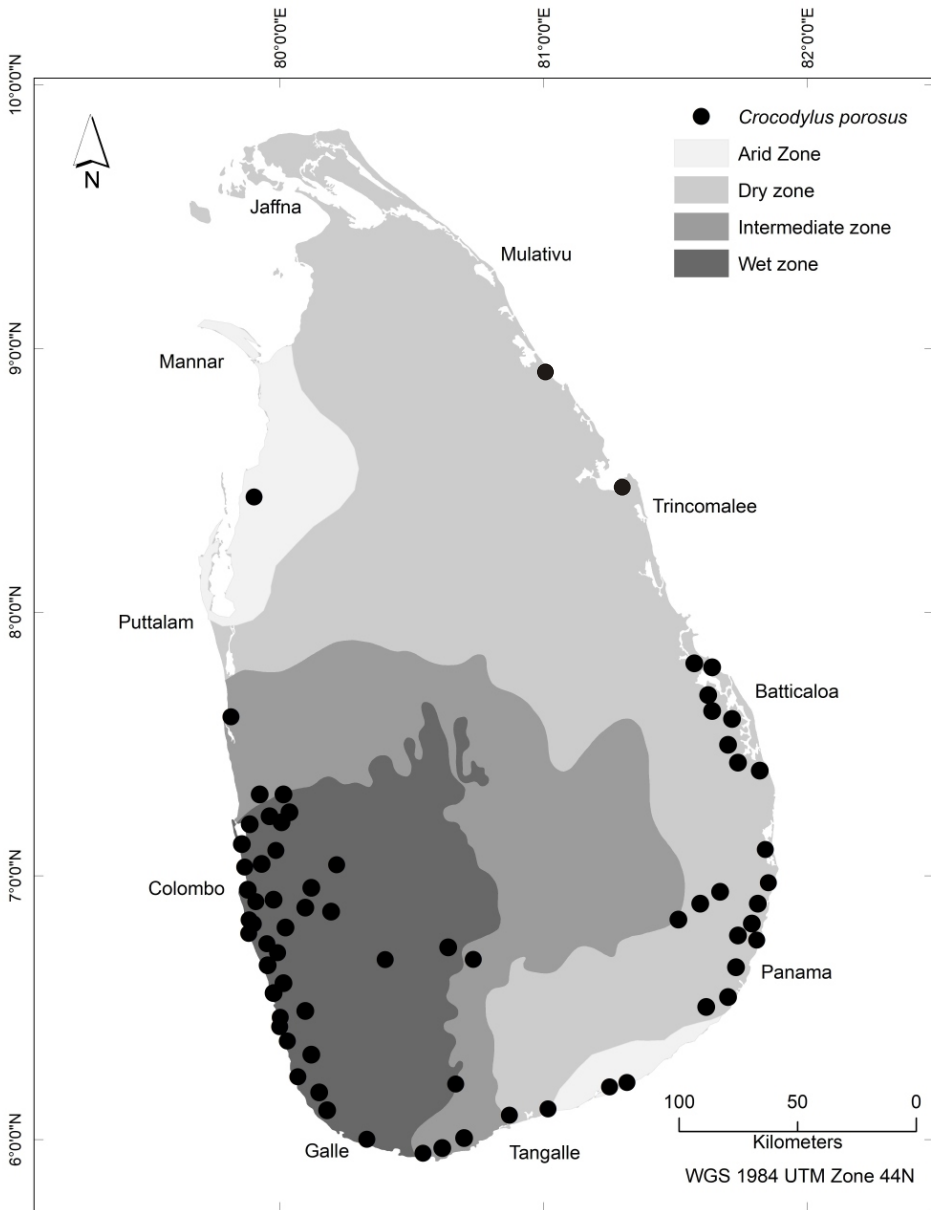 80°0'0"E
81°0'0"E
82°0'0"E
10°0'0"N
9°0'0"N
8°0'0"N
7°0'0"N
6°0'0"N
N
Crocodylus porosus
Arid Zone
Dry zone
Intermediate zone
Wet zone
Jaffna
Mulativu
Mannar
Trincomalee
Puttalam
Batticaloa
Colombo
Panama
Galle
Tangalle
100 50 0
Kilometers
WGS 1984 UTM Zone 44N